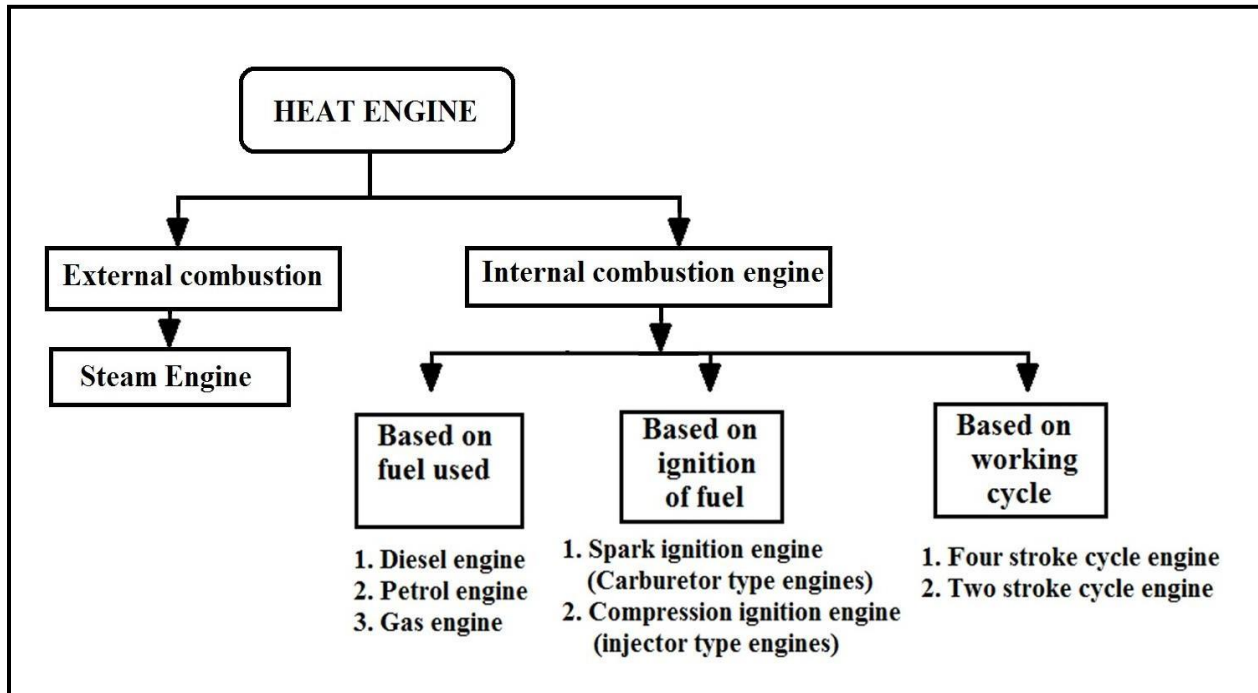 HEAT ENGINE
External combustion
Internal combustion engine
Steam Engine
Based on
fuel used
Based on
ignition
of fuel
Based on
working
cycle
1. Diesel engine
2. Petrol engine
3. Gas engine
1. Spark ignition engine
(Carburetor type engines)
2. Compression ignition engine
(injector type engines)
1. Four stroke cycle engine
2. Two stroke cycle engine